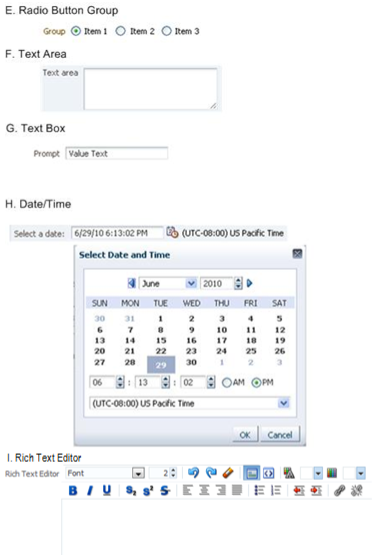 E. Radio Button Group
Group Item 1 Item 2 Item 3
F. Text Area
Text area
G. Text Box
Prompt Value Text
H. Date/Time
Select a date: 6/29/10 6:13:02 PM (UTC-08:00) US Pacific Time
Select Date and Time
June 2010
SUN MON TUE WED THU FRI SAT
30 31 1 2 3 4 5
6 7 8 9 10 11 12
13 14 15 16 17 18 19
20 21 22 23 24 25 26
27 28 29 30 1 2 3
06 : 13 : 02 AM PM
(UTC-08:00) US Pacific Time
OK Cancel
I. Rich Text Editor
Rich Text Editor Font 2
B I U S₂ S² S